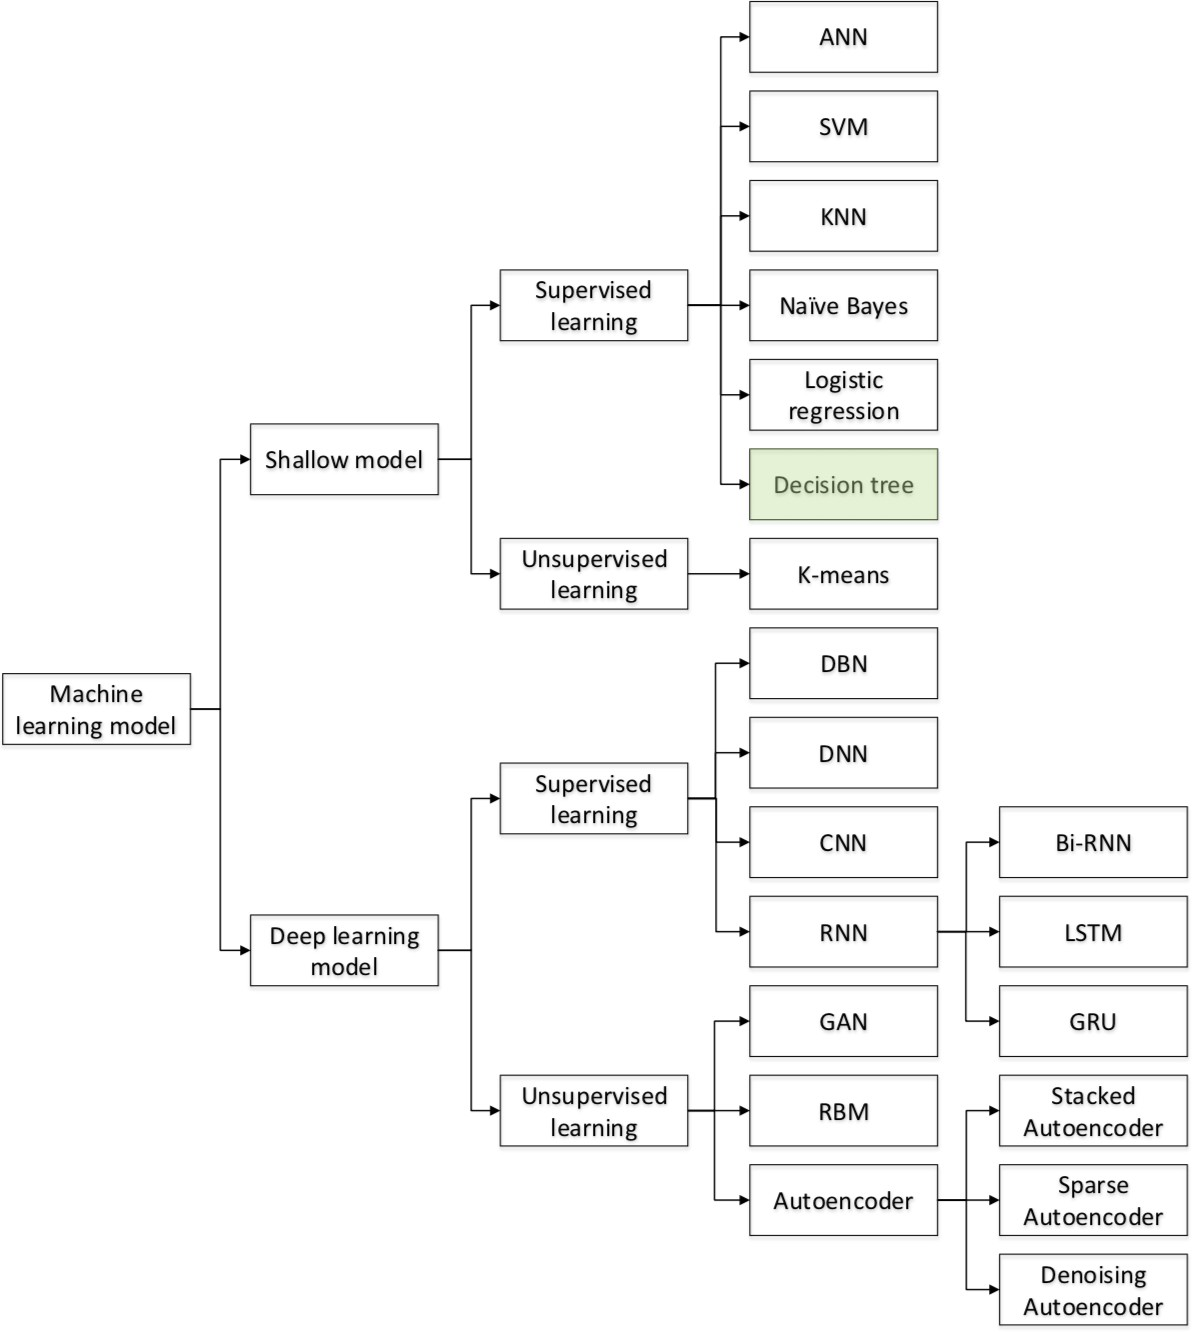 ANN
SVM
KNN
Supervised
learning
Naïve Bayes
Logistic
regression
Shallow model
Decision tree
Unsupervised
learning
K-means
Machine
learning model
DBN
DNN
Supervised
learning
CNN
Bi-RNN
Deep learning
model
RNN
LSTM
GAN
GRU
Unsupervised
learning
RBM
Stacked
Autoencoder
Autoencoder
Sparse
Autoencoder
Denoising
Autoencoder